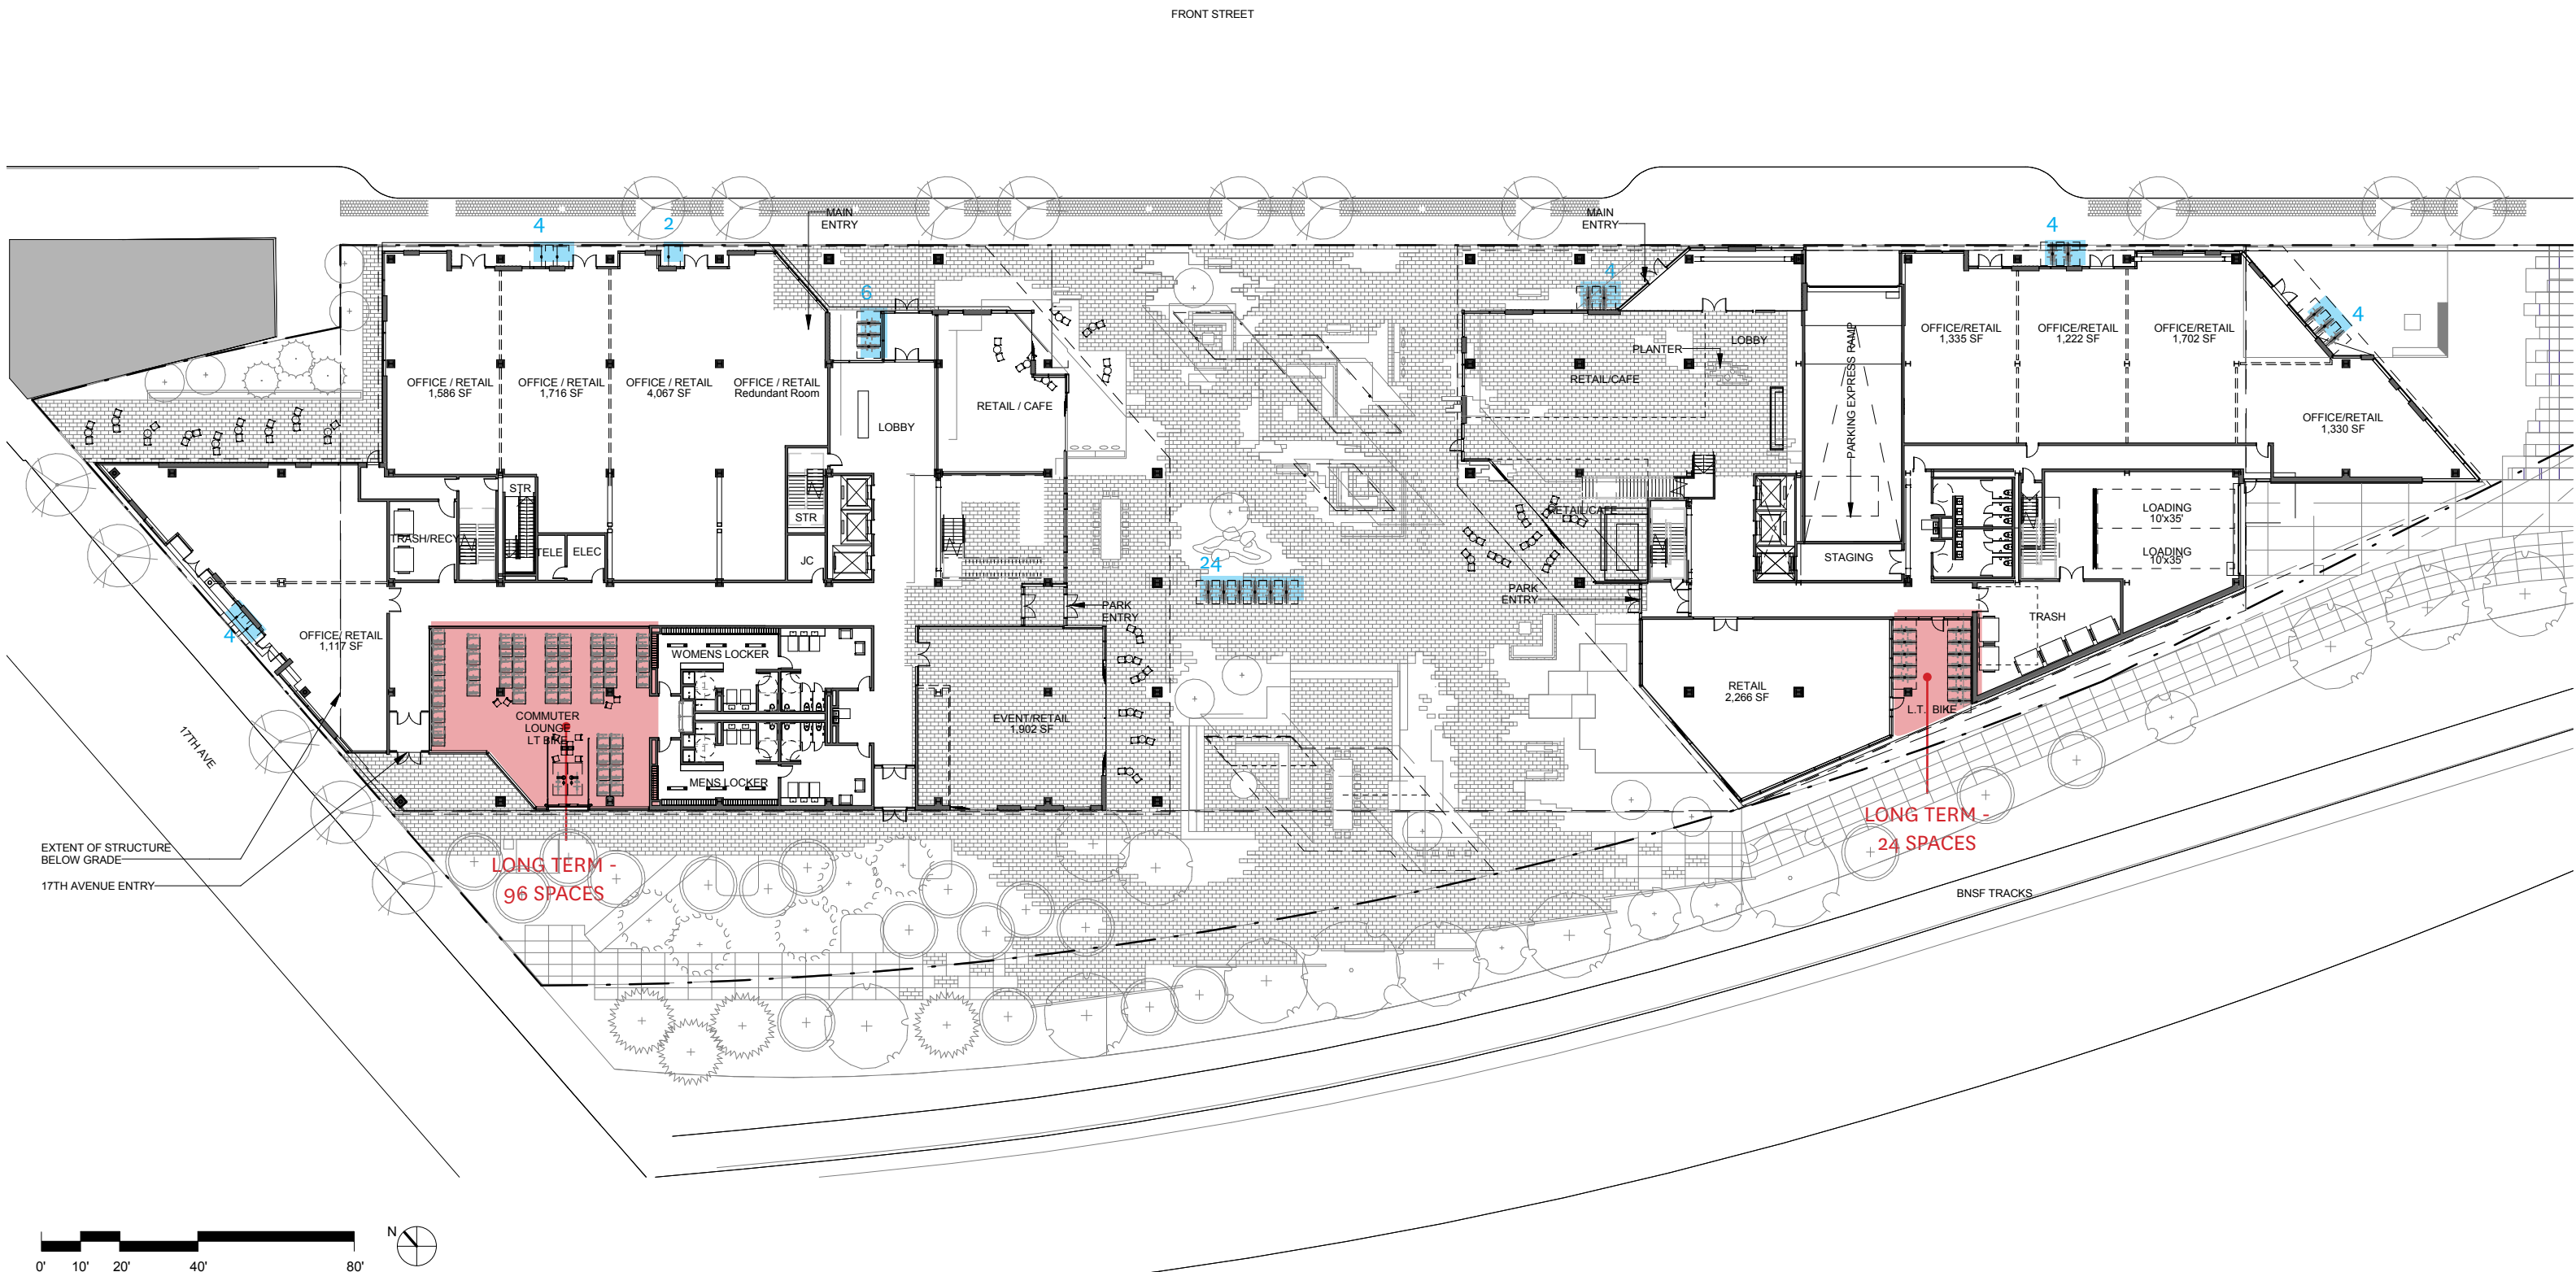 FRONT STREET
MAIN
ENTRY
MAIN
ENTRY
4
2
4
6
4
4
OFFICE / RETAIL
1,586 SF
OFFICE / RETAIL
1,716 SF
OFFICE / RETAIL
4,067 SF
OFFICE / RETAIL
Redundant Room
LOBBY
RETAIL / CAFE
RETAIL/CAFE
PLANTER
LOBBY
PARKING EXPRESS RAMP
OFFICE/RETAIL
1,335 SF
OFFICE/RETAIL
1,222 SF
OFFICE/RETAIL
1,702 SF
OFFICE/RETAIL
1,330 SF
STR
STR
TRASH/RECY
TELE
ELEC
JC
RETAIL/CAFE
STAGING
LOADING
10'x35'
LOADING
10'x35'
24
PARK
ENTRY
PARK
ENTRY
4
OFFICE/ RETAIL
1,117 SF
WOMENS LOCKER
COMMUTER
LOUNGE
LT BIKE
MENS LOCKER
EVENT/RETAIL
1,902 SF
RETAIL
2,266 SF
L.T. BIKE
TRASH
17TH AVE
EXTENT OF STRUCTURE
BELOW GRADE
17TH AVENUE ENTRY
LONG TERM -
96 SPACES
LONG TERM -
24 SPACES
BNSF TRACKS
N
0'
10'
20'
40'
80'